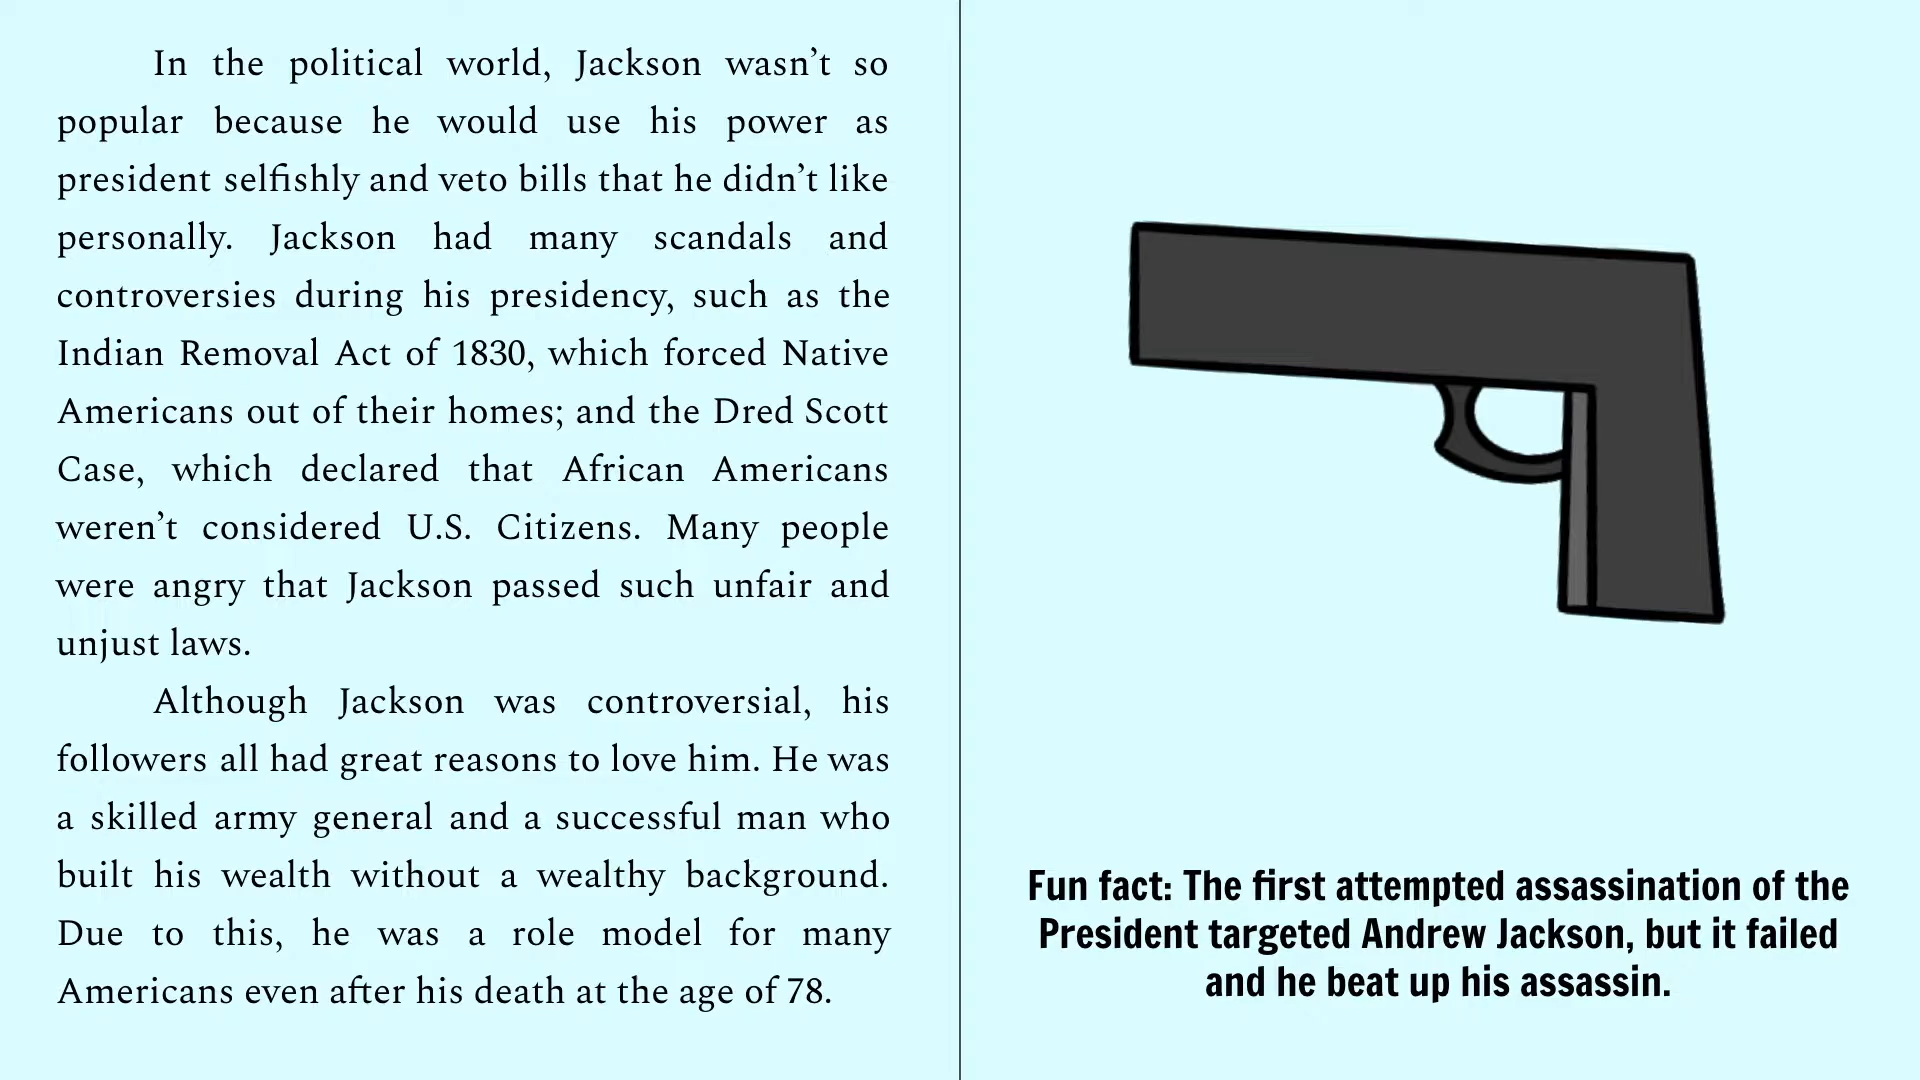 In the political world, Jackson wasn’t so
popular because he would use his power as
president selfishly and veto bills that he didn’t like
personally. Jackson had many scandals and
controversies during his presidency, such as the
Indian Removal Act of 1830, which forced Native
Americans out of their homes; and the Dred Scott
Case, which declared that African Americans
weren’t considered U.S. Citizens. Many people
were angry that Jackson passed such unfair and
unjust laws.
Although Jackson was controversial, his
followers all had great reasons to love him. He was
a skilled army general and a successful man who
built his wealth without a wealthy background.
Due to this, he was a role model for many
Americans even after his death at the age of 78.
Fun fact: The first attempted assassination of the
President targeted Andrew Jackson, but it failed
and he beat up his assassin.